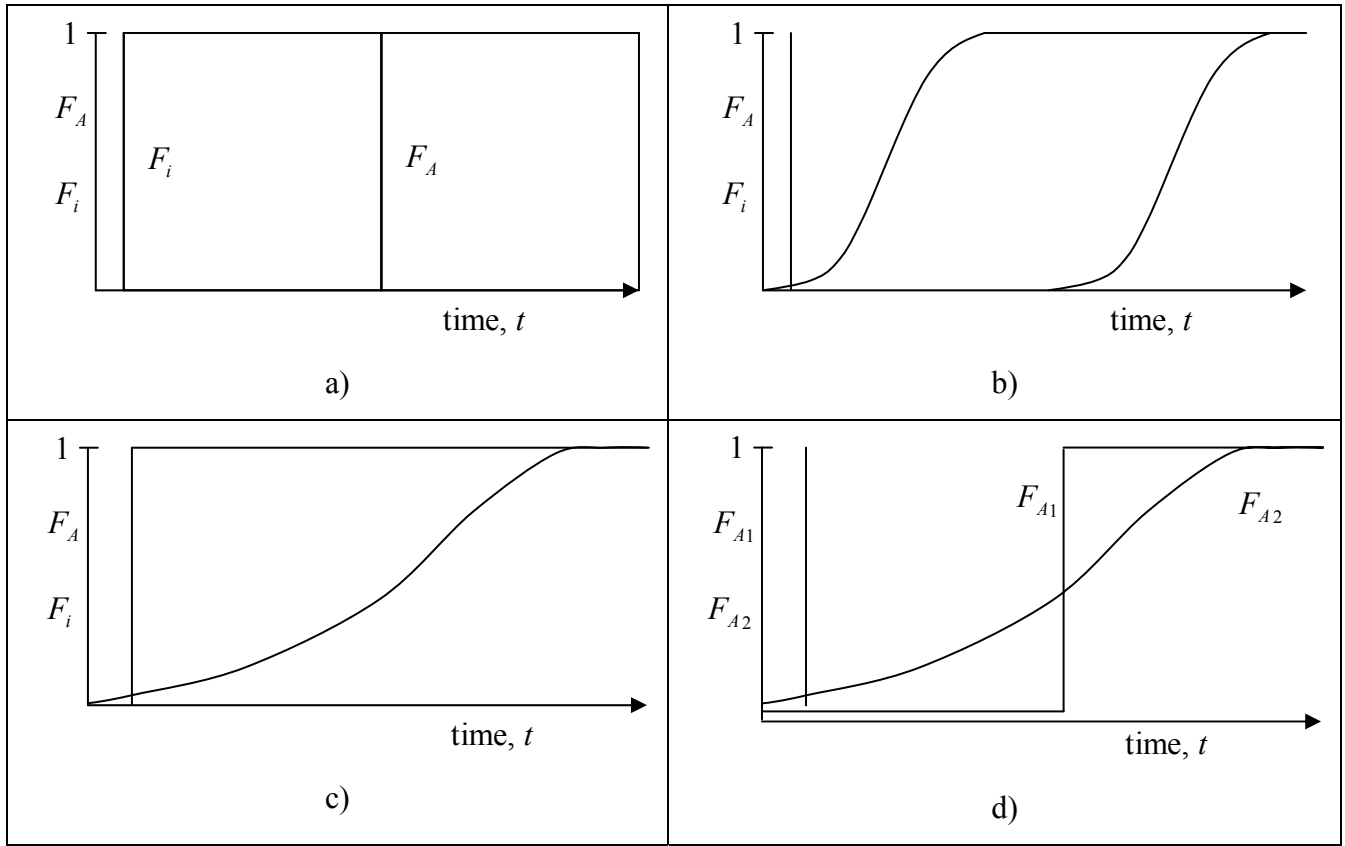 1
F_A
F_i
F_i
F_A
time, t
a)
1
F_A
F_i
time, t
b)
1
F_A
F_i
time, t
c)
1
F_A1
F_A2
F_A1
F_A2
time, t
d)